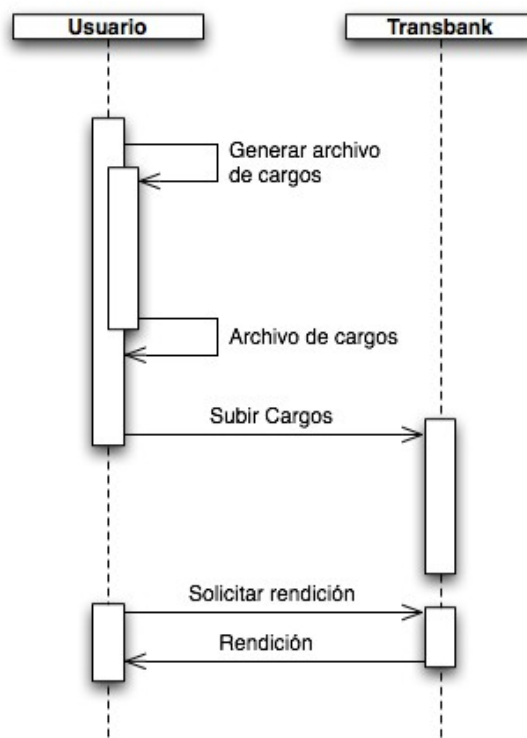 Usuario
Transbank
Generar archivo
de cargos
Archivo de cargos
Subir Cargos
Solicitar rendición
Rendición